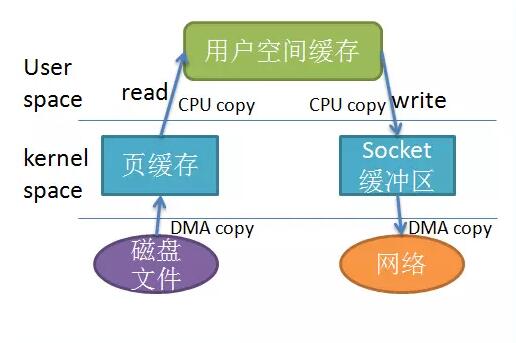 用户空间缓存
User
space
read
CPU copy
CPU copy
write
kernel
space
页缓存
Socket
缓冲区
DMA copy
DMA copy
磁盘
文件
网络